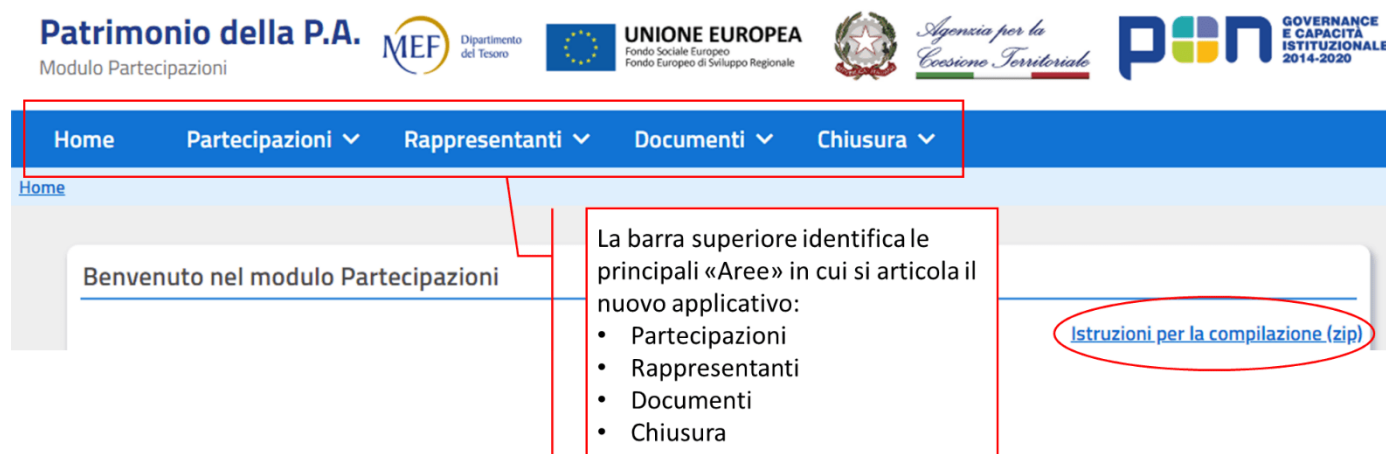 Patrimonio della P.A.
Modulo Partecipazioni
MEF
Dipartimento
del Tesoro
UNIONE EUROPEA
Fondo Sociale Europeo
Fondo Europeo di Sviluppo Regionale
Agenzia per la
Coesione Territoriale
pon
GOVERNANCE
E CAPACITÀ
ISTITUZIONALE
2014-2020
Home Partecipazioni Rappresentanti Documenti Chiusura
Home
Benvenuto nel modulo Partecipazioni
Istruzioni per la compilazione (zip)
La barra superiore identifica le
principali «Aree» in cui si articola il
nuovo applicativo:
• Partecipazioni
• Rappresentanti
• Documenti
• Chiusura